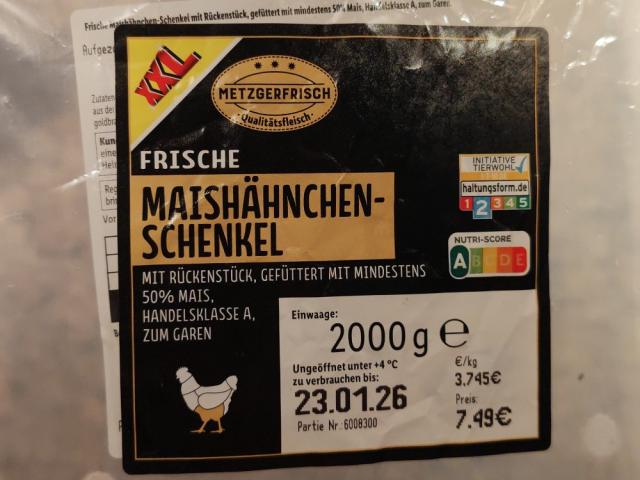 Frische Maishähnchen-Schenkel mit Rückenstück, gefüttert mit mindestens 50% Mais, Handelsklasse A, zum Garen.
XXL
METZGERFRISCH
Qualitätsfleisch
FRISCHE
MAISHÄHNCHEN-
SCHENKEL
MIT RÜCKENSTÜCK, GEFÜTTERT MIT MINDESTENS
50% MAIS,
HANDELSKLASSE A,
ZUM GAREN
INITIATIVE
TIERWOHL
haltungsform.de
1 2 3 4 5
NUTRI-SCORE
A B C D E
Einwaage:
2000 g e
Ungeöffnet unter +4 °C
zu verbrauchen bis:
23.01.26
Partie Nr.:6008300
€/kg
3.745€
Preis:
7.49€